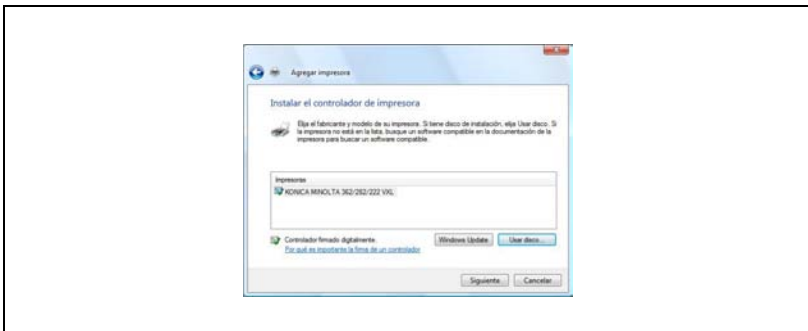 Agregar impresora
Instalar el controlador de impresora
Elija el fabricante y modelo de su impresora. Si tiene disco de instalación, elija Usar disco. Si
la impresora no está en la lista, busque un software compatible en la documentación de la
impresora para buscar un software compatible.
Impresoras
KONICA MINOLTA 362/282/222 VXL
Controlador firmado digitalmente.
Windows Update
Usar disco...
Por qué es importante la firma de un controlador
Siguiente
Cancelar